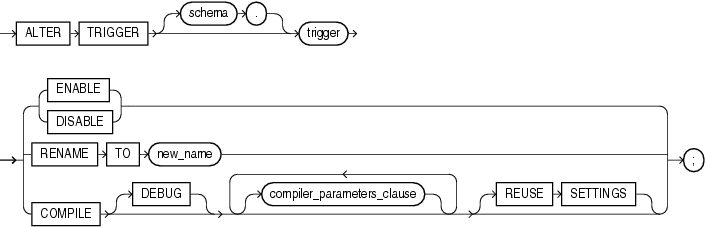 ALTER TRIGGER schema . trigger
ENABLE
DISABLE
RENAME TO new_name ;
DEBUG compiler_parameters_clause REUSE SETTINGS
COMPILE